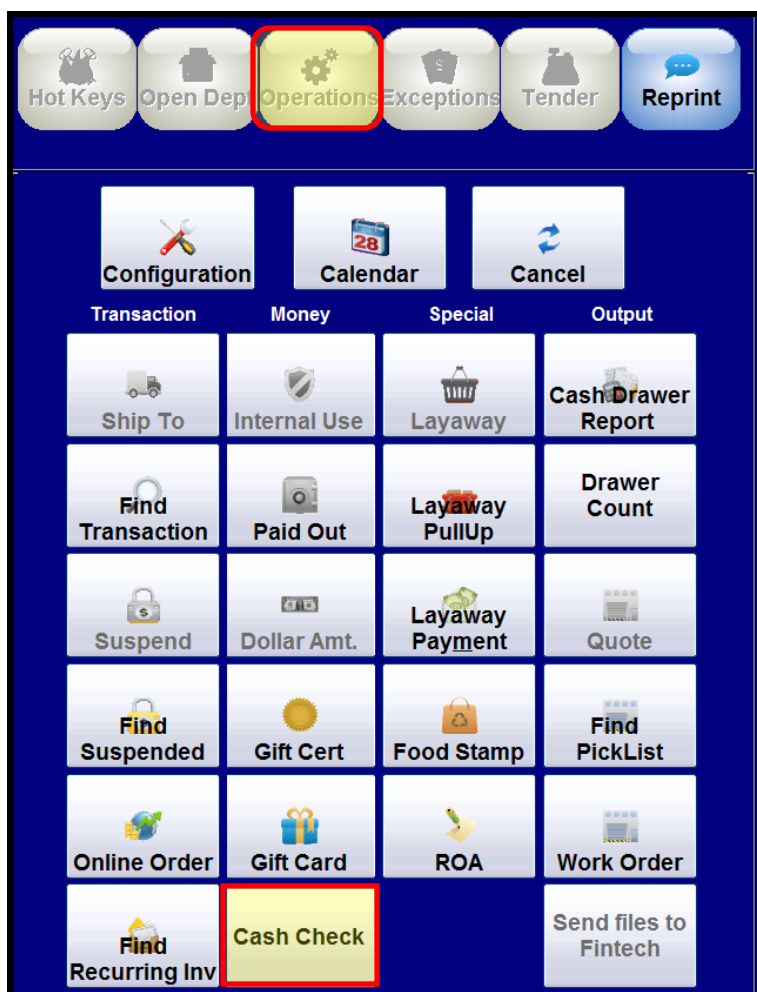 Hot Keys Open Dept Operations Exceptions Tender Reprint
28
Configuration Calendar Cancel
Transaction Money Special Output
Ship To Internal Use Layaway Cash Drawer
Report
Find
Transaction Paid Out Layaway
PullUp Drawer
Count
Suspend Dollar Amt. Layaway
Payment Quote
Find
Suspended Gift Cert Food Stamp Find
PickList
Online Order Gift Card ROA Work Order
Find
Recurring Inv Cash Check Send files to
Fintech